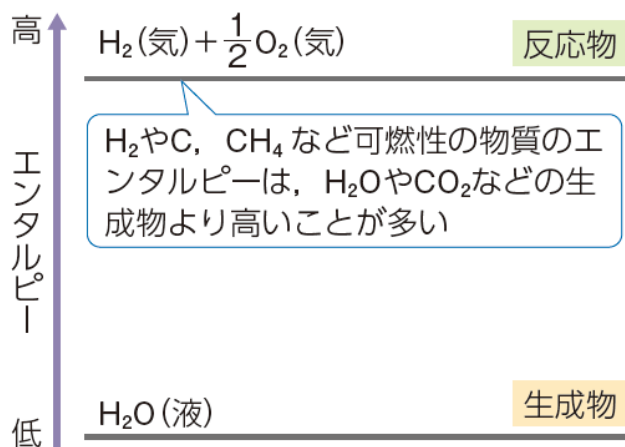 高
H₂(気)+1/2O₂(気)
反応物
H₂やC,CH₄など可燃性の物質のエ
ンタルピーは,H₂OやCO₂などの生
成物より高いことが多い
エンタルピー
低
H₂O(液)
生成物